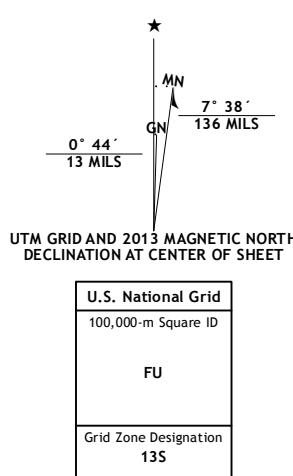 ★
MN
7° 38´
136 MILS
GN
0° 44´
13 MILS
UTM GRID AND 2013 MAGNETIC NORTH
DECLINATION AT CENTER OF SHEET
U.S. National Grid
100,000-m Square ID
FU
Grid Zone Designation
13S